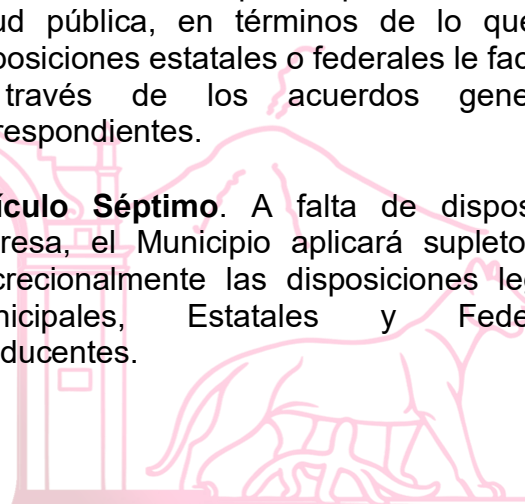 ud pública, en términos de lo que
posiciones estatales o federales le fac
través de los acuerdos gene
respondientes.
ículo Séptimo. A falta de dispos
resa, el Municipio aplicará supleto
crecionalmente las disposiciones le
nicipales, Estatales y Fede
ducentes.